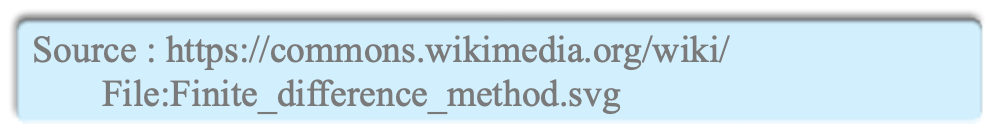 Source : https://commons.wikimedia.org/wiki/
File:Finite_difference_method.svg